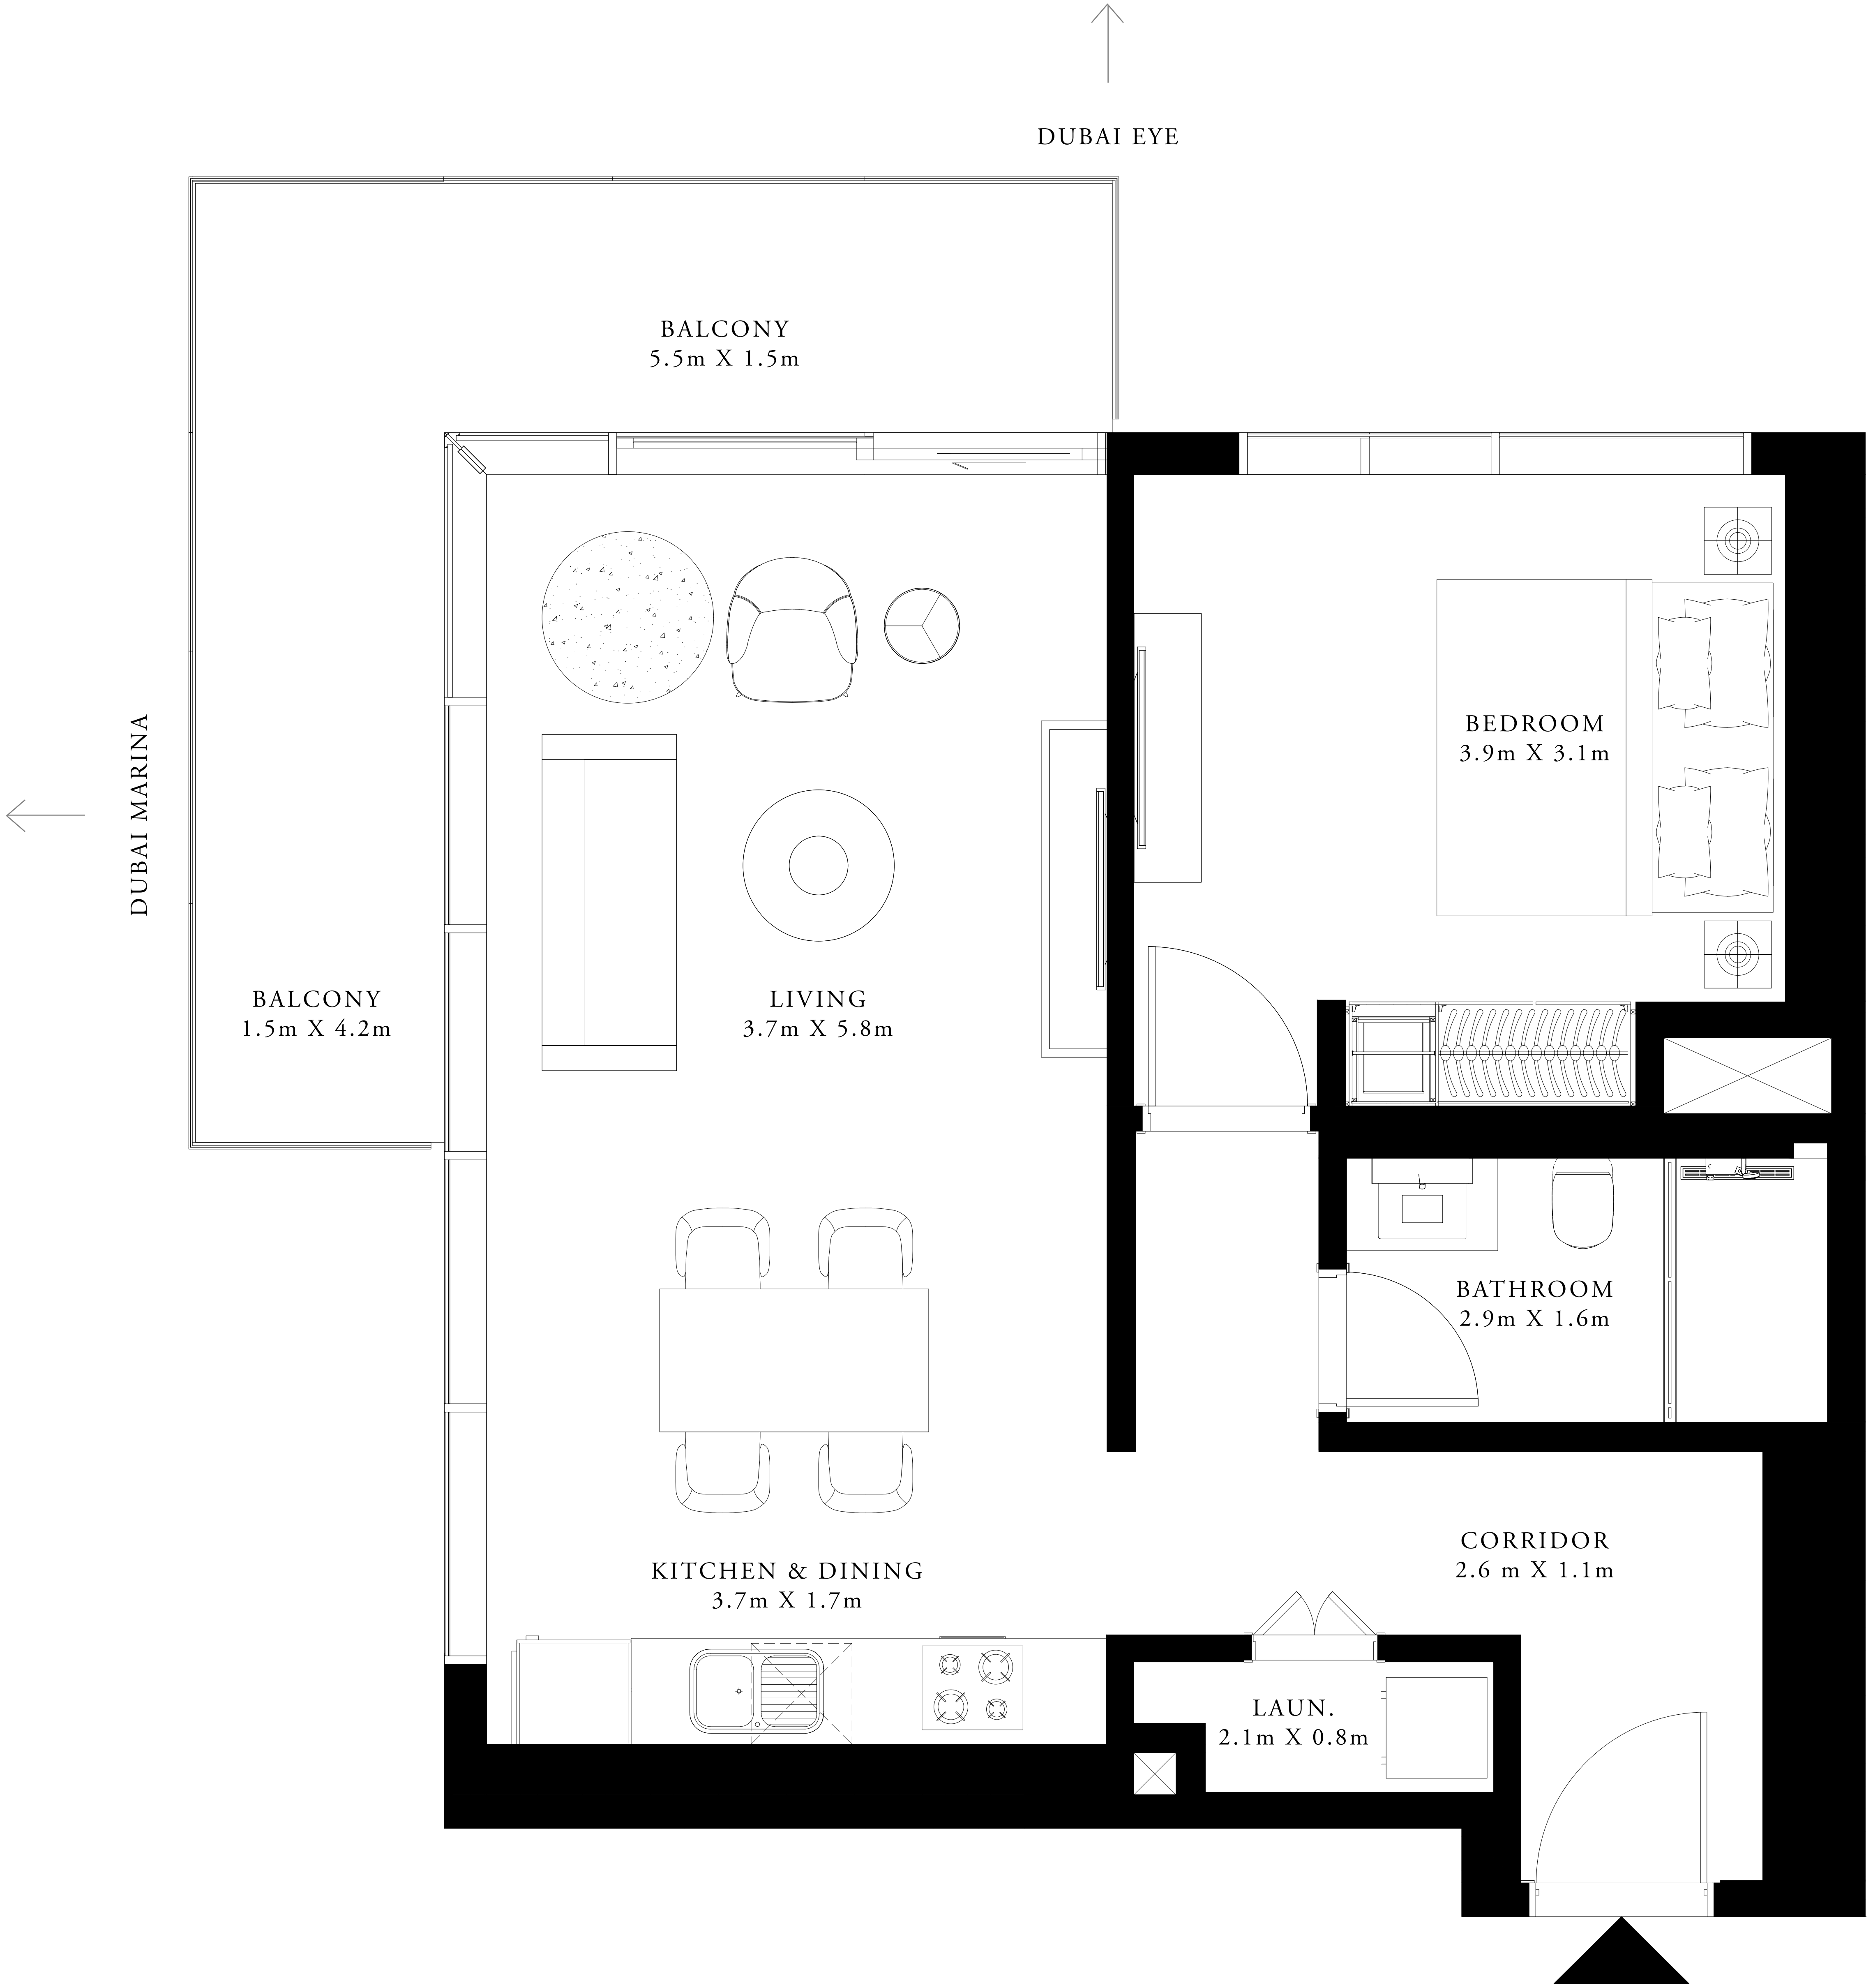 DUBAI EYE
BALCONY
5.5m X 1.5m
DUBAI MARINA
BEDROOM
3.9m X 3.1m
BALCONY
1.5m X 4.2m
LIVING
3.7m X 5.8m
BATHROOM
2.9m X 1.6m
CORRIDOR
2.6 m X 1.1m
KITCHEN & DINING
3.7m X 1.7m
LAUN.
2.1m X 0.8m